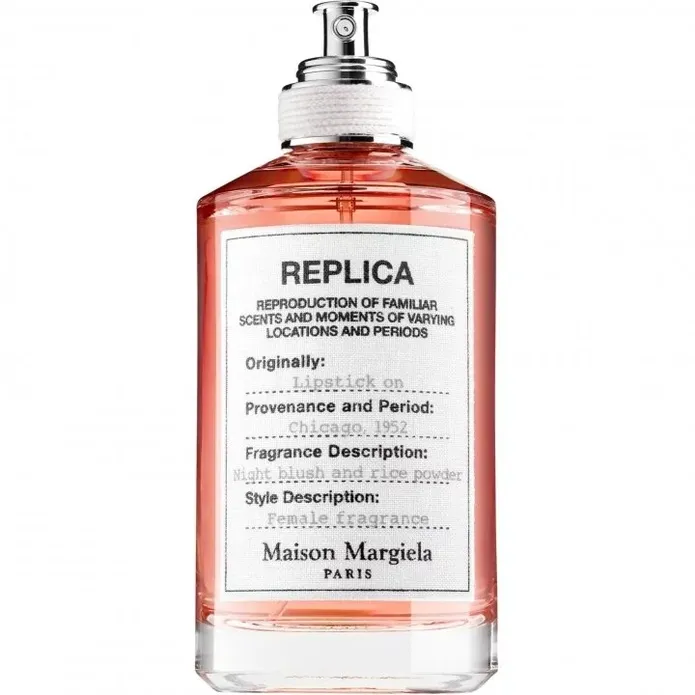 REPLICA
REPRODUCTION OF FAMILIAR
SCENTS AND MOMENTS OF VARYING
LOCATIONS AND PERIODS
Originally:
Lipstick on
Provenance and Period:
Chicago, 1952
Fragrance Description:
Night blush and rice powder
Style Description:
Female fragrance
Maison Margiela
PARIS